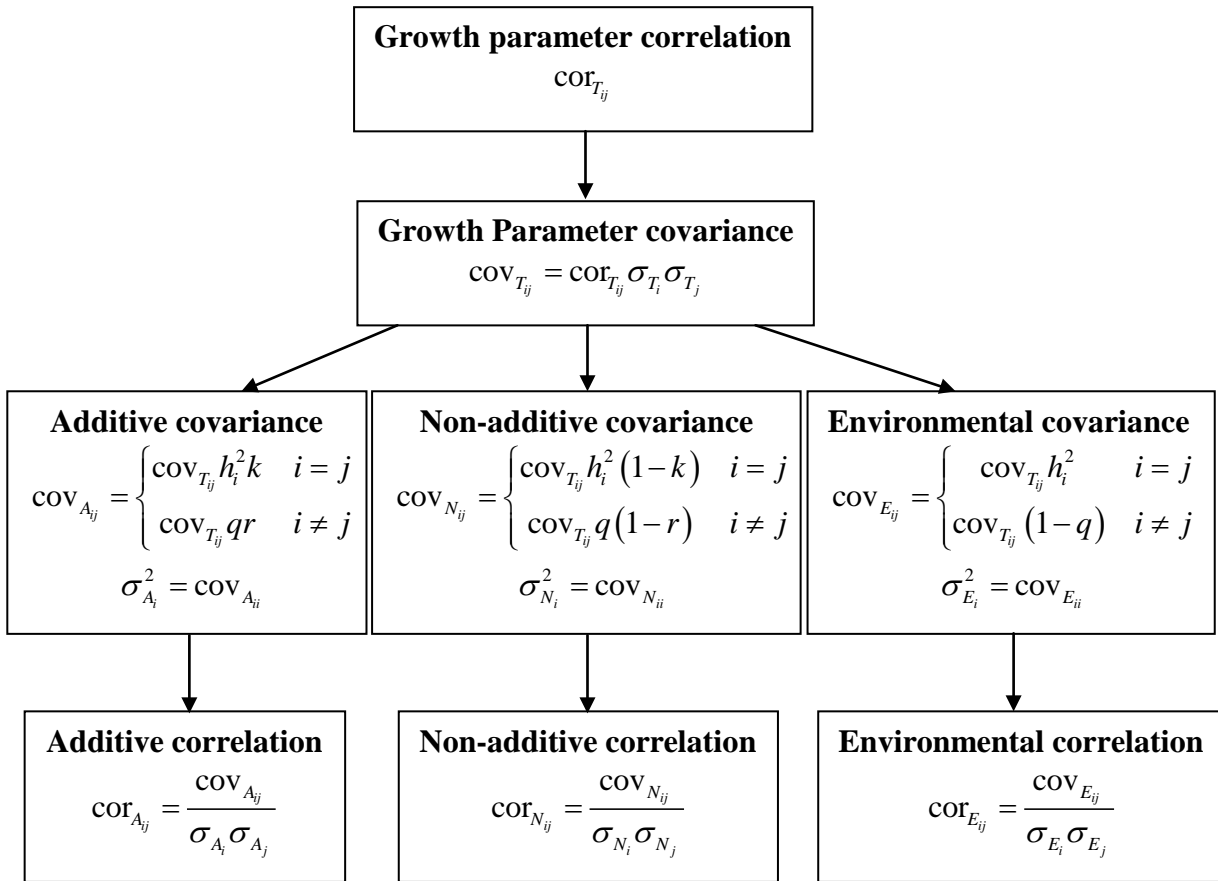 Growth parameter correlation
cor_{T_{ij}}
Growth Parameter covariance
cov_{T_{ij}} = cor_{T_{ij}} σ_{T_i} σ_{T_j}
Additive covariance
cov_{A_{ij}} = { cov_{T_{ij}} h_i^2 k   i = j
cov_{T_{ij}} qr   i ≠ j
σ_{A_i}^2 = cov_{A_{ii}}
Non-additive covariance
cov_{N_{ij}} = { cov_{T_{ij}} h_i^2 (1−k)   i = j
cov_{T_{ij}} q(1−r)   i ≠ j
σ_{N_i}^2 = cov_{N_{ii}}
Environmental covariance
cov_{E_{ij}} = { cov_{T_{ij}} h_i^2   i = j
cov_{T_{ij}} (1−q)   i ≠ j
σ_{E_i}^2 = cov_{E_{ii}}
Additive correlation
cor_{A_{ij}} = cov_{A_{ij}} / σ_{A_i} σ_{A_j}
Non-additive correlation
cor_{N_{ij}} = cov_{N_{ij}} / σ_{N_i} σ_{N_j}
Environmental correlation
cor_{E_{ij}} = cov_{E_{ij}} / σ_{E_i} σ_{E_j}